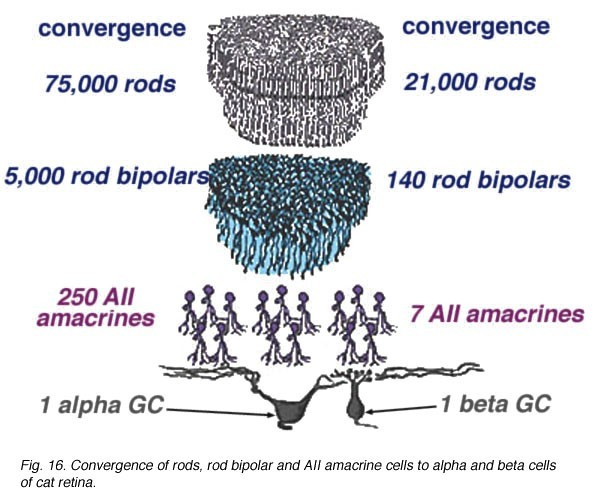 convergence
convergence
75,000 rods
21,000 rods
5,000 rod bipolars
140 rod bipolars
250 AII
amacrines
7 AII amacrines
1 alpha GC
1 beta GC
Fig. 16. Convergence of rods, rod bipolar and AII amacrine cells to alpha and beta cells
of cat retina.